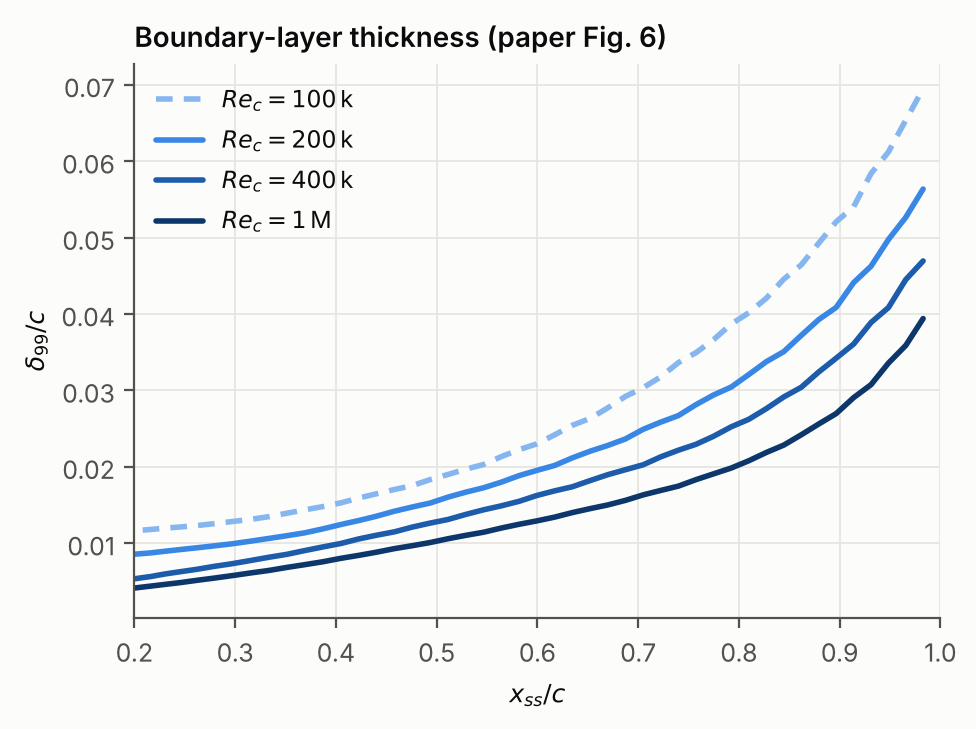 Boundary-layer thickness (paper Fig. 6)
0.07
0.06
0.05
0.04
0.03
0.02
0.01
δ₉₉/c
Re_c = 100 k
Re_c = 200 k
Re_c = 400 k
Re_c = 1 M
0.2 0.3 0.4 0.5 0.6 0.7 0.8 0.9 1.0
x_ss/c